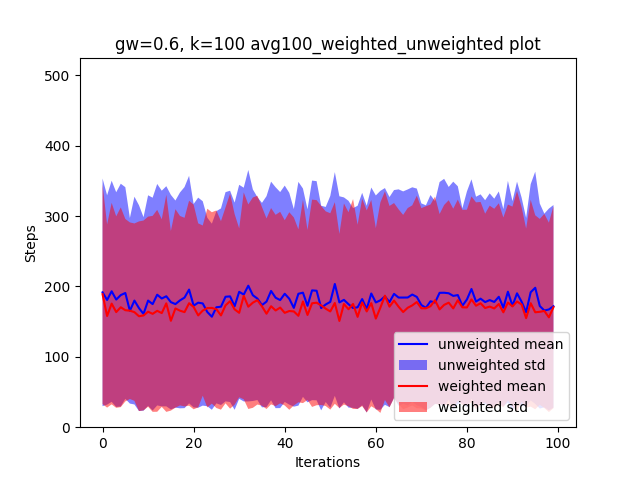 gw=0.6, k=100 avg100_weighted_unweighted plot
500
400
300
200
100
0
Steps
0 20 40 60 80 100
Iterations
unweighted mean
unweighted std
weighted mean
weighted std